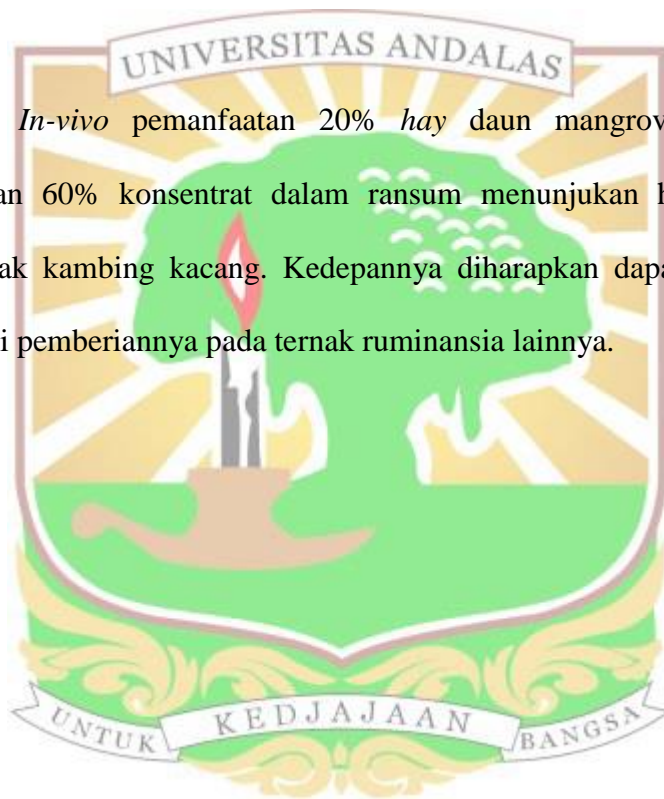 UNIVERSITAS ANDALAS
In-vivo pemanfaatan 20% hay daun mangrov
an 60% konsentrat dalam ransum menunjukan h
ak kambing kacang. Kedepannya diharapkan dapa
i pemberiannya pada ternak ruminansia lainnya.
UNTUK KEDJAJAAN BANGSA